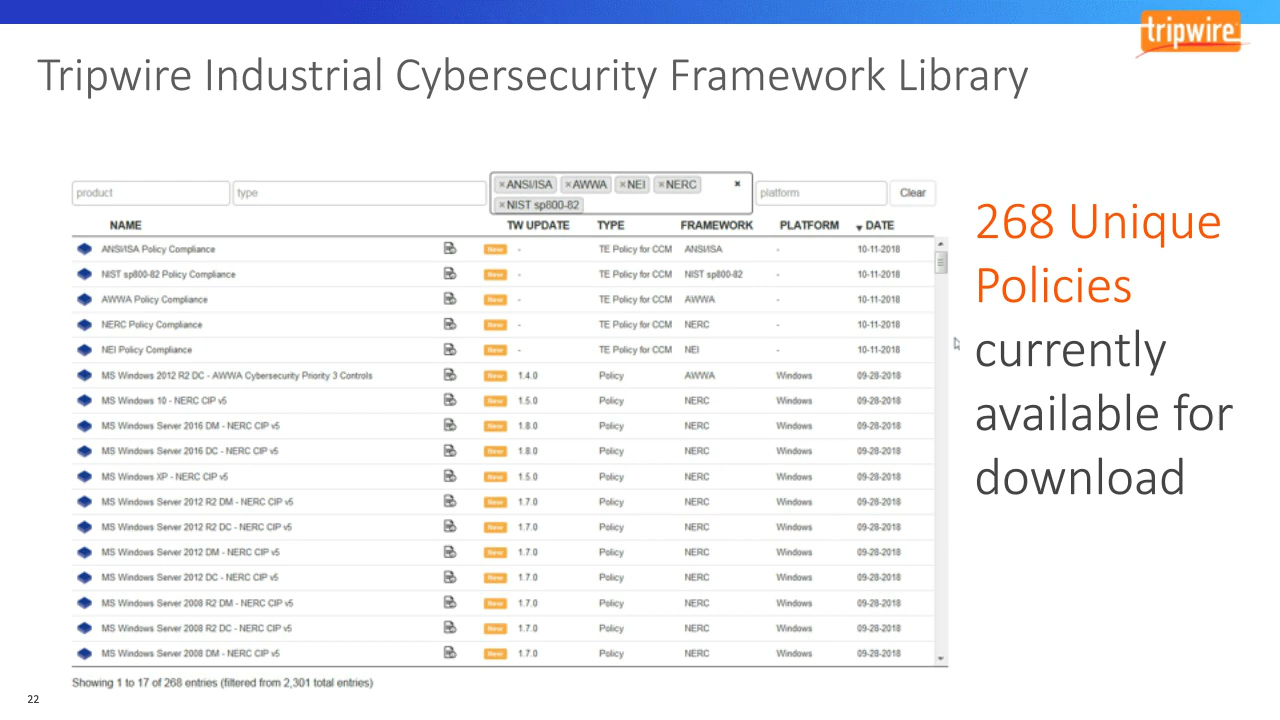 tripwire
Tripwire Industrial Cybersecurity Framework Library
product type ×ANSI/ISA ×AWWA ×NEI ×NERC × platform Clear
×NIST sp800-82
NAME TW UPDATE TYPE FRAMEWORK PLATFORM ▼ DATE
ANSI/ISA Policy Compliance New - TE Policy for CCM ANSI/ISA - 10-11-2018
NIST sp800-82 Policy Compliance New - TE Policy for CCM NIST sp800-82 - 10-11-2018
AWWA Policy Compliance New - TE Policy for CCM AWWA - 10-11-2018
NERC Policy Compliance New - TE Policy for CCM NERC - 10-11-2018
NEI Policy Compliance New - TE Policy for CCM NEI - 10-11-2018
MS Windows 2012 R2 DC - AWWA Cybersecurity Priority 3 Controls New 1.4.0 Policy AWWA Windows 09-28-2018
MS Windows 10 - NERC CIP v5 New 1.5.0 Policy NERC Windows 09-28-2018
MS Windows Server 2016 DM - NERC CIP v5 New 1.8.0 Policy NERC Windows 09-28-2018
MS Windows Server 2016 DC - NERC CIP v5 New 1.8.0 Policy NERC Windows 09-28-2018
MS Windows XP - NERC CIP v5 New 1.5.0 Policy NERC Windows 09-28-2018
MS Windows Server 2012 R2 DM - NERC CIP v5 New 1.7.0 Policy NERC Windows 09-28-2018
MS Windows Server 2012 R2 DC - NERC CIP v5 New 1.7.0 Policy NERC Windows 09-28-2018
MS Windows Server 2012 DM - NERC CIP v5 New 1.7.0 Policy NERC Windows 09-28-2018
MS Windows Server 2012 DC - NERC CIP v5 New 1.7.0 Policy NERC Windows 09-28-2018
MS Windows Server 2008 R2 DM - NERC CIP v5 New 1.7.0 Policy NERC Windows 09-28-2018
MS Windows Server 2008 R2 DC - NERC CIP v5 New 1.7.0 Policy NERC Windows 09-28-2018
MS Windows Server 2008 DM - NERC CIP v5 New 1.7.0 Policy NERC Windows 09-28-2018
Showing 1 to 17 of 268 entries (filtered from 2,301 total entries)
268 Unique
Policies
currently
available for
download
22